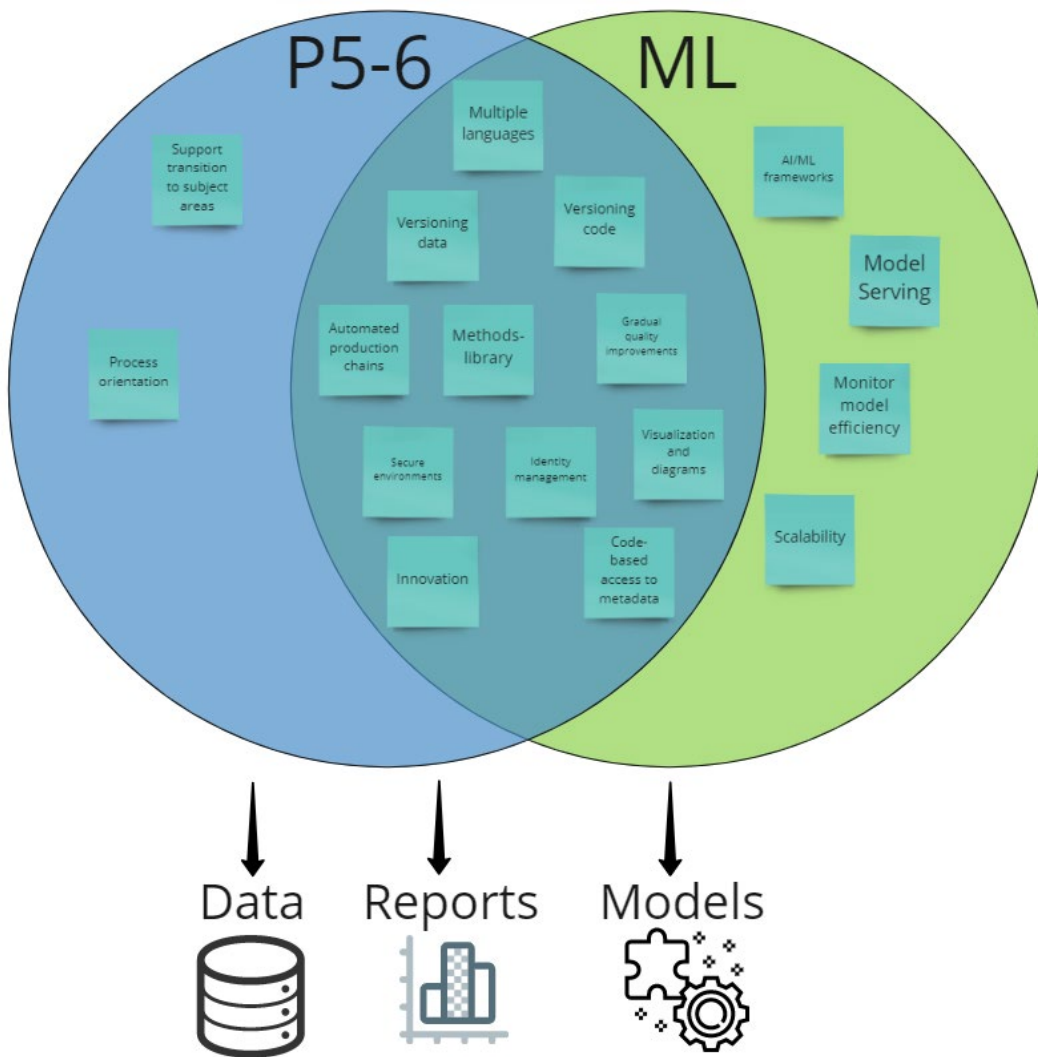 P5-6
ML
Multiple
languages
Support
transition
to subject
areas
AI/ML
frameworks
Versioning
data
Versioning
code
Model
Serving
Automated
production
chains
Methods-
library
Gradual
quality
improvements
Process
orientation
Monitor
model
efficiency
Secure
environments
Identity
management
Visualization
and
diagrams
Scalability
Innovation
Code-
based
access to
metadata
Data
Reports
Models